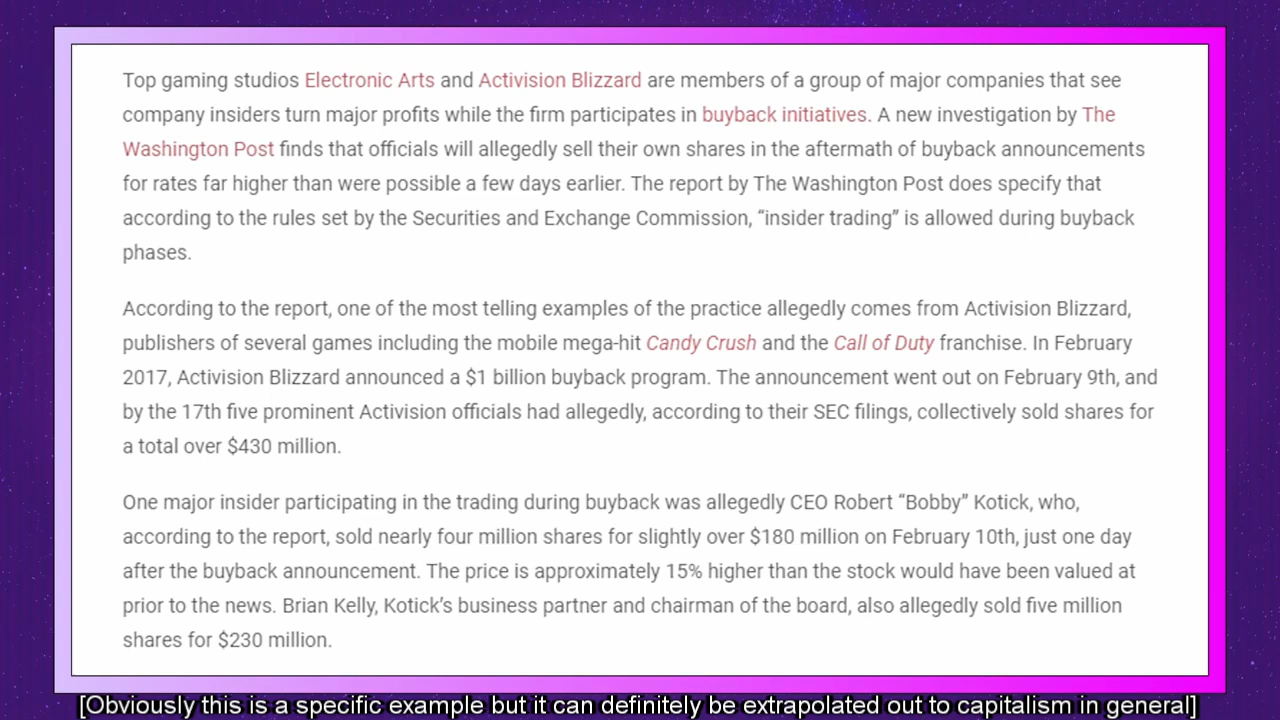 Top gaming studios Electronic Arts and Activision Blizzard are members of a group of major companies that see
company insiders turn major profits while the firm participates in buyback initiatives. A new investigation by The
Washington Post finds that officials will allegedly sell their own shares in the aftermath of buyback announcements
for rates far higher than were possible a few days earlier. The report by The Washington Post does specify that
according to the rules set by the Securities and Exchange Commission, “insider trading” is allowed during buyback
phases.
According to the report, one of the most telling examples of the practice allegedly comes from Activision Blizzard,
publishers of several games including the mobile mega-hit Candy Crush and the Call of Duty franchise. In February
2017, Activision Blizzard announced a $1 billion buyback program. The announcement went out on February 9th, and
by the 17th five prominent Activision officials had allegedly, according to their SEC filings, collectively sold shares for
a total over $430 million.
One major insider participating in the trading during buyback was allegedly CEO Robert “Bobby” Kotick, who,
according to the report, sold nearly four million shares for slightly over $180 million on February 10th, just one day
after the buyback announcement. The price is approximately 15% higher than the stock would have been valued at
prior to the news. Brian Kelly, Kotick’s business partner and chairman of the board, also allegedly sold five million
shares for $230 million.
[Obviously this is a specific example but it can definitely be extrapolated out to capitalism in general]